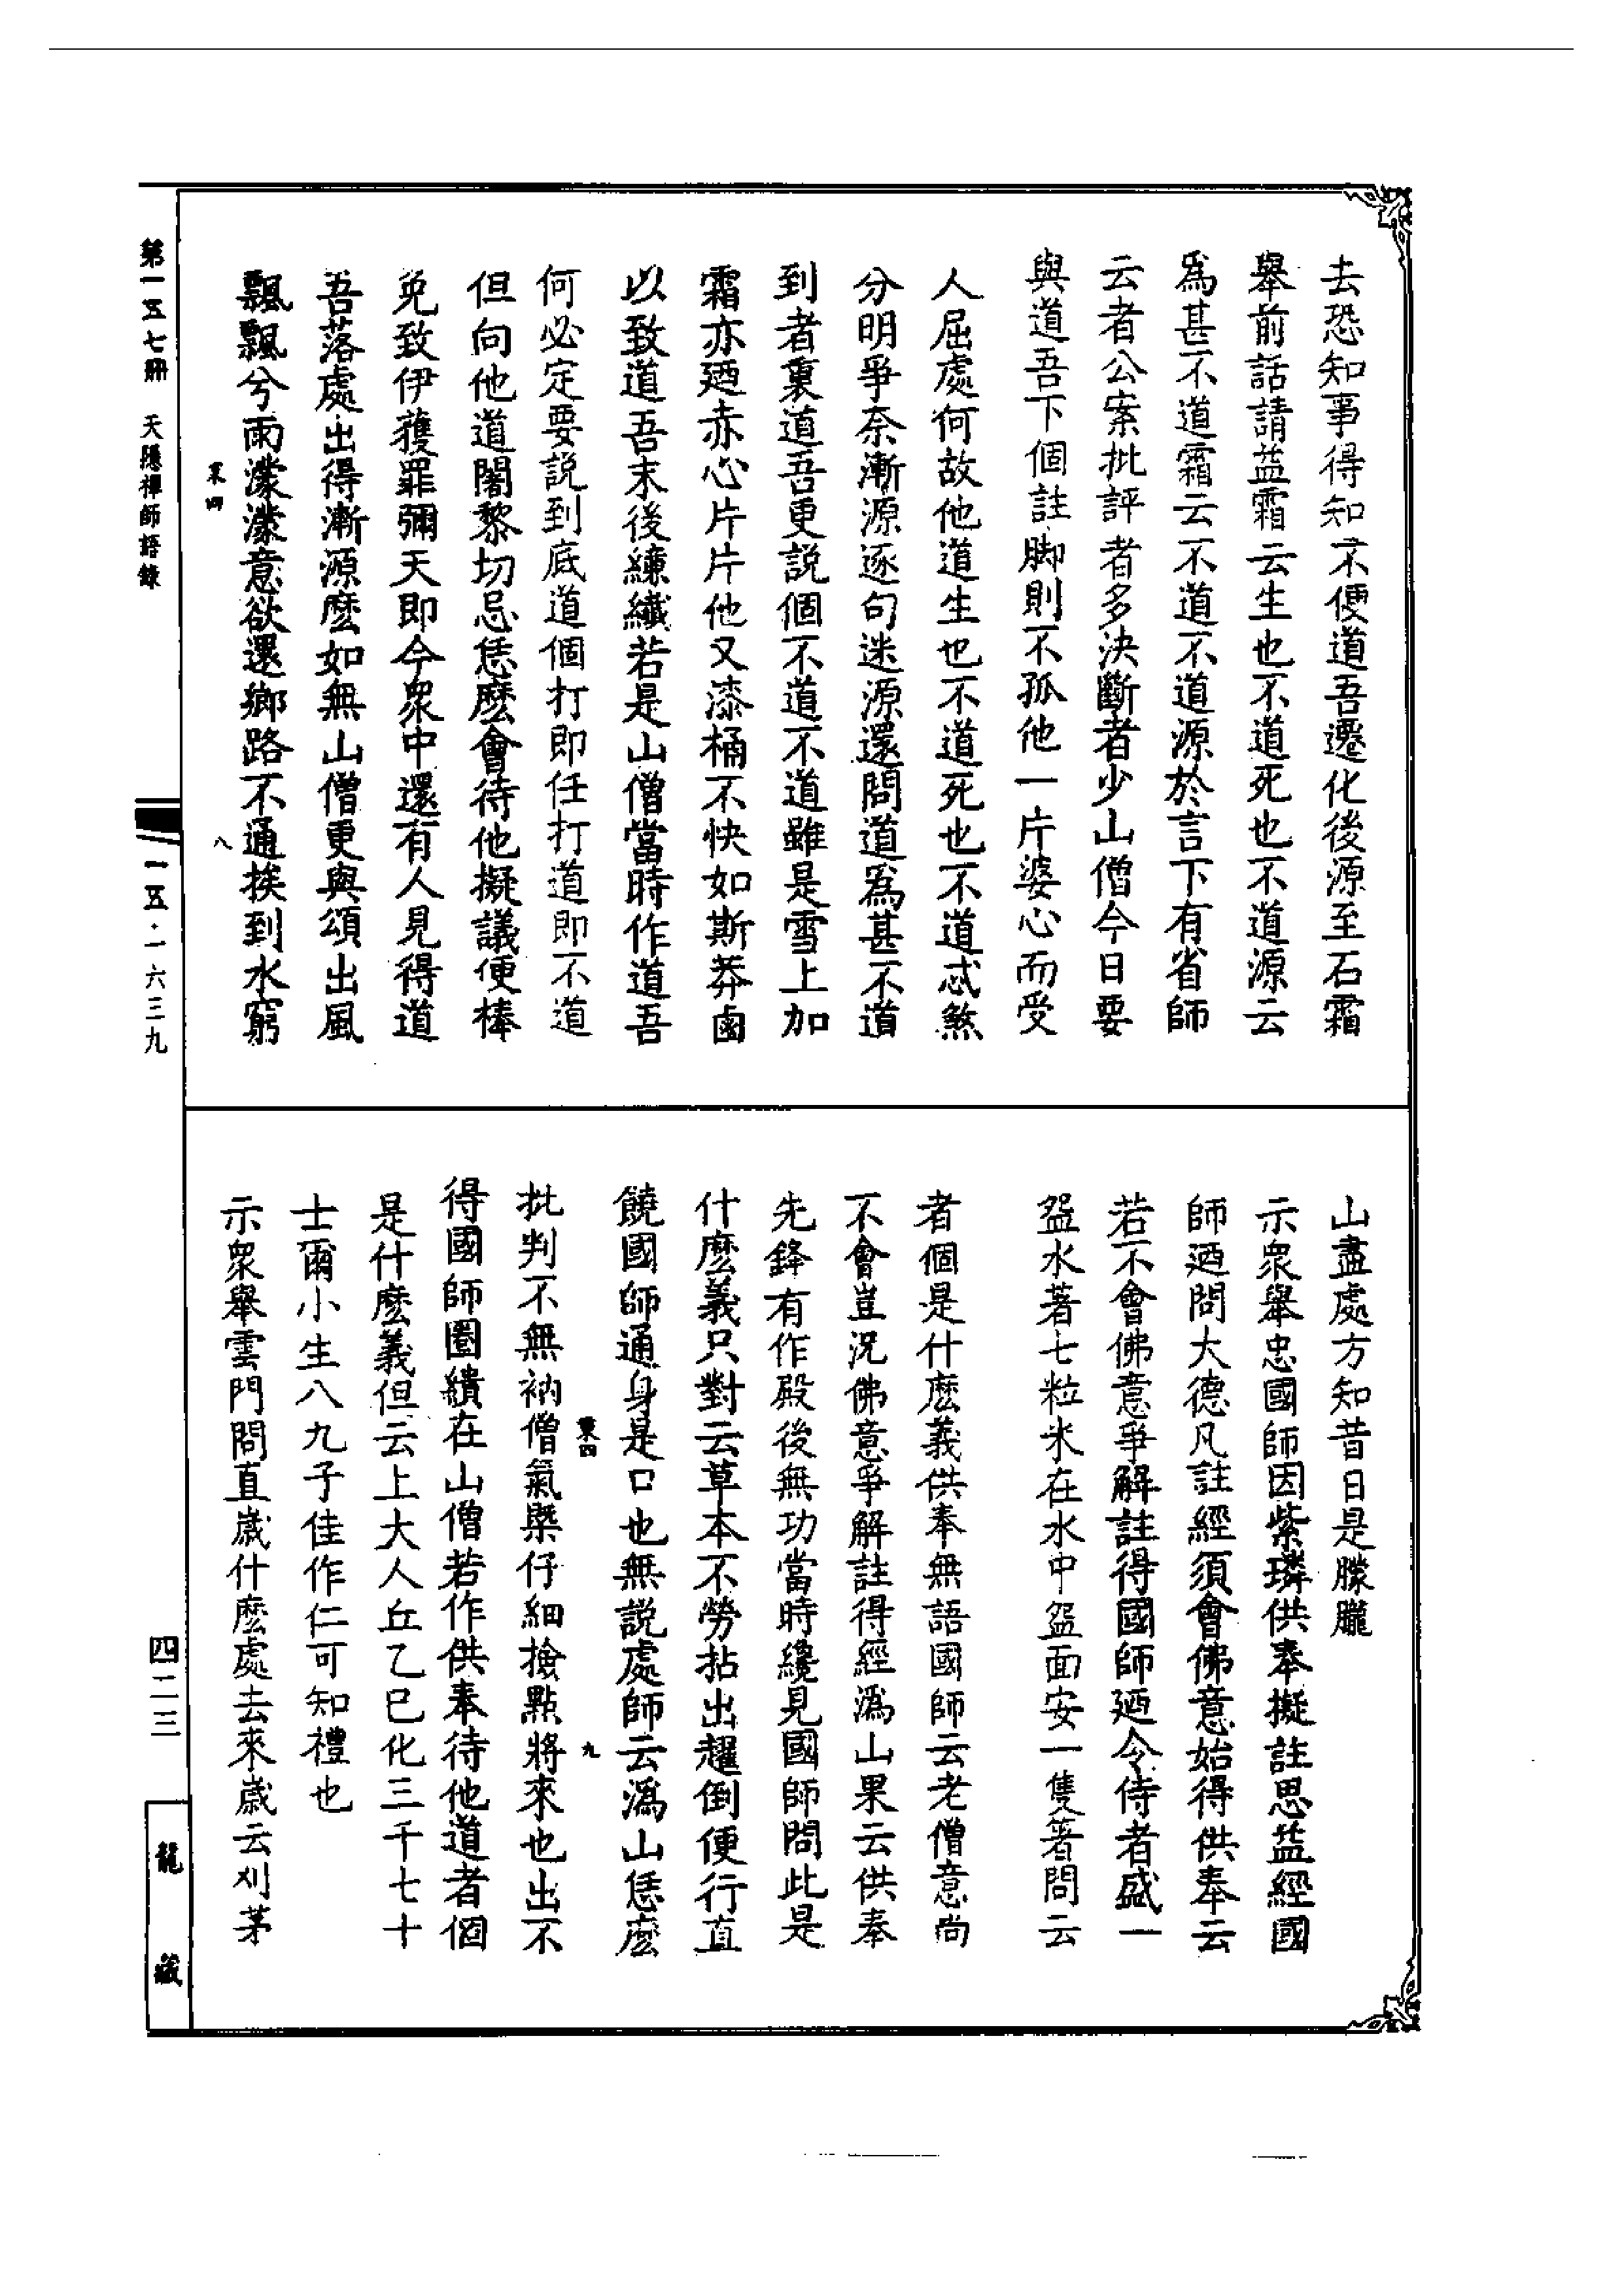 去恐知事得知不便道吾遷化後源至石霜
舉前話請益霜云生也不道死也不道源云
爲甚不道霜云不道不道源於言下有省師
云者公案批評者多決斷者少山僧今日要
與道吾下個註脚則不孤他一片婆心而受
人屈處何故他道生也不道死也不道忒煞
分明爭奈漸源逐句迷源還問道爲甚不道
到者裏道吾更説個不道不道雖是雪上加
霜亦廼赤心片片他又漆桶不快如斯莽鹵
以致道吾末後練纖若是山僧當時作道吾
何必定要説到底道個打即任打道即不道
但向他道闍黎切忌恁麽會待他擬議便棒
免致伊獲罪彌天即今衆中還有人見得道
吾落處出得漸源麽如無山僧更與頌出風
飄飄兮雨濛濛意欲還鄉路不通挨到水窮
杲四
八
山盡處方知昔日是朦朧
示衆舉忠國師因紫璘供奉擬註思益經國
師廼問大德凡註經須會佛意始得供奉云
若不會佛意爭解註得國師廼令侍者盛一
盌水著七粒米在水中盌面安一隻箸問云
者個是什麽義供奉無語國師云老僧意尚
不會豈況佛意爭解註得經溈山果云供奉
先鋒有作殿後無功當時纔見國師問此是
什麽義只對云草本不勞拈出趯倒便行直
饒國師通身是口也無説處師云溈山恁麽
杲四
九
批判不無衲僧氣槩仔細撿點將來也出不
得國師圈繢在山僧若作供奉待他道者個
是什麽義但云上大人丘乙巳化三千七十
士爾小生八九子佳作仁可知禮也
示衆舉雲門問直歲什麽處去來歲云刈茅
第一五七冊 天隱禪師語錄
一五·一六三九
四二三
龍藏